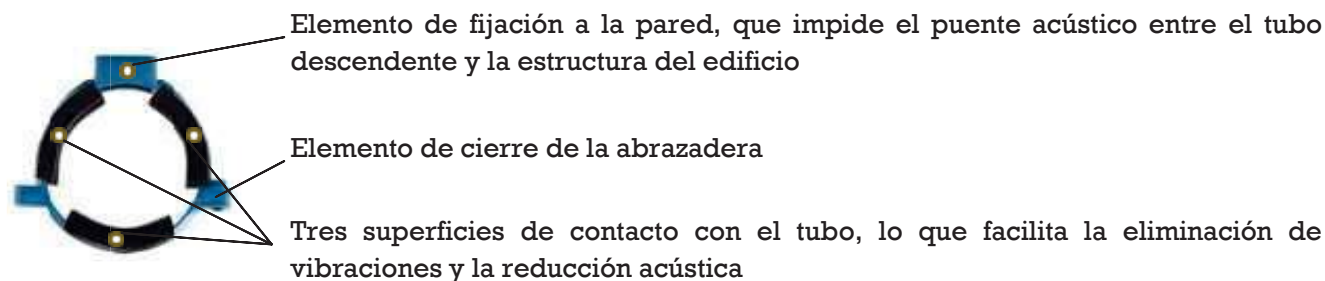 Elemento de fijación a la pared, que impide el puente acústico entre el tubo
descendente y la estructura del edificio
Elemento de cierre de la abrazadera
Tres superficies de contacto con el tubo, lo que facilita la eliminación de
vibraciones y la reducción acústica